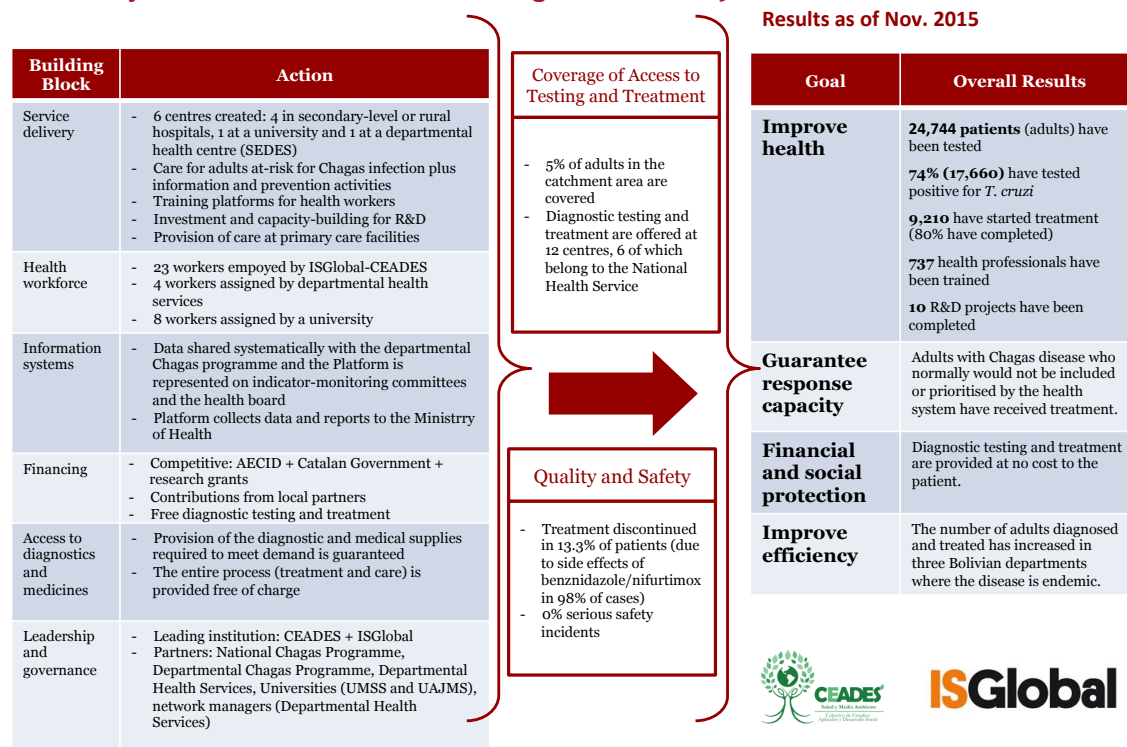 Results as of Nov. 2015
Building
Block
Action
Service
delivery
- 6 centres created: 4 in secondary-level or rural
hospitals, 1 at a university and 1 at a departmental
health centre (SEDES)
- Care for adults at-risk for Chagas infection plus
information and prevention activities
- Training platforms for health workers
- Investment and capacity-building for R&D
- Provision of care at primary care facilities
Health
workforce
- 23 workers empoyed by ISGlobal-CEADES
- 4 workers assigned by departmental health
services
- 8 workers assigned by a university
Information
systems
- Data shared systematically with the departmental
Chagas programme and the Platform is
represented on indicator-monitoring committees
and the health board
- Platform collects data and reports to the Ministrry
of Health
Financing
- Competitive: AECID + Catalan Government +
research grants
- Contributions from local partners
- Free diagnostic testing and treatment
Access to
diagnostics
and
medicines
- Provision of the diagnostic and medical supplies
required to meet demand is guaranteed
- The entire process (treatment and care) is
provided free of charge
Leadership
and
governance
- Leading institution: CEADES + ISGlobal
- Partners: National Chagas Programme,
Departmental Chagas Programme, Departmental
Health Services, Universities (UMSS and UAJMS),
network managers (Departmental Health
Services)
Coverage of Access to
Testing and Treatment
- 5% of adults in the
catchment area are
covered
- Diagnostic testing and
treatment are offered at
12 centres, 6 of which
belong to the National
Health Service
Quality and Safety
- Treatment discontinued
in 13.3% of patients (due
to side effects of
benznidazole/nifurtimox
in 98% of cases)
- 0% serious safety
incidents
Goal
Overall Results
Improve
health
24,744 patients (adults) have
been tested
74% (17,660) have tested
positive for T. cruzi
9,210 have started treatment
(80% have completed)
737 health professionals have
been trained
10 R&D projects have been
completed
Guarantee
response
capacity
Adults with Chagas disease who
normally would not be included
or prioritised by the health
system have received treatment.
Financial
and social
protection
Diagnostic testing and treatment
are provided at no cost to the
patient.
Improve
efficiency
The number of adults diagnosed
and treated has increased in
three Bolivian departments
where the disease is endemic.
CEADES
Salud y Medio Ambiente
Colectivo de Estudios
Aplicados y Desarrollo Social
ISGlobal